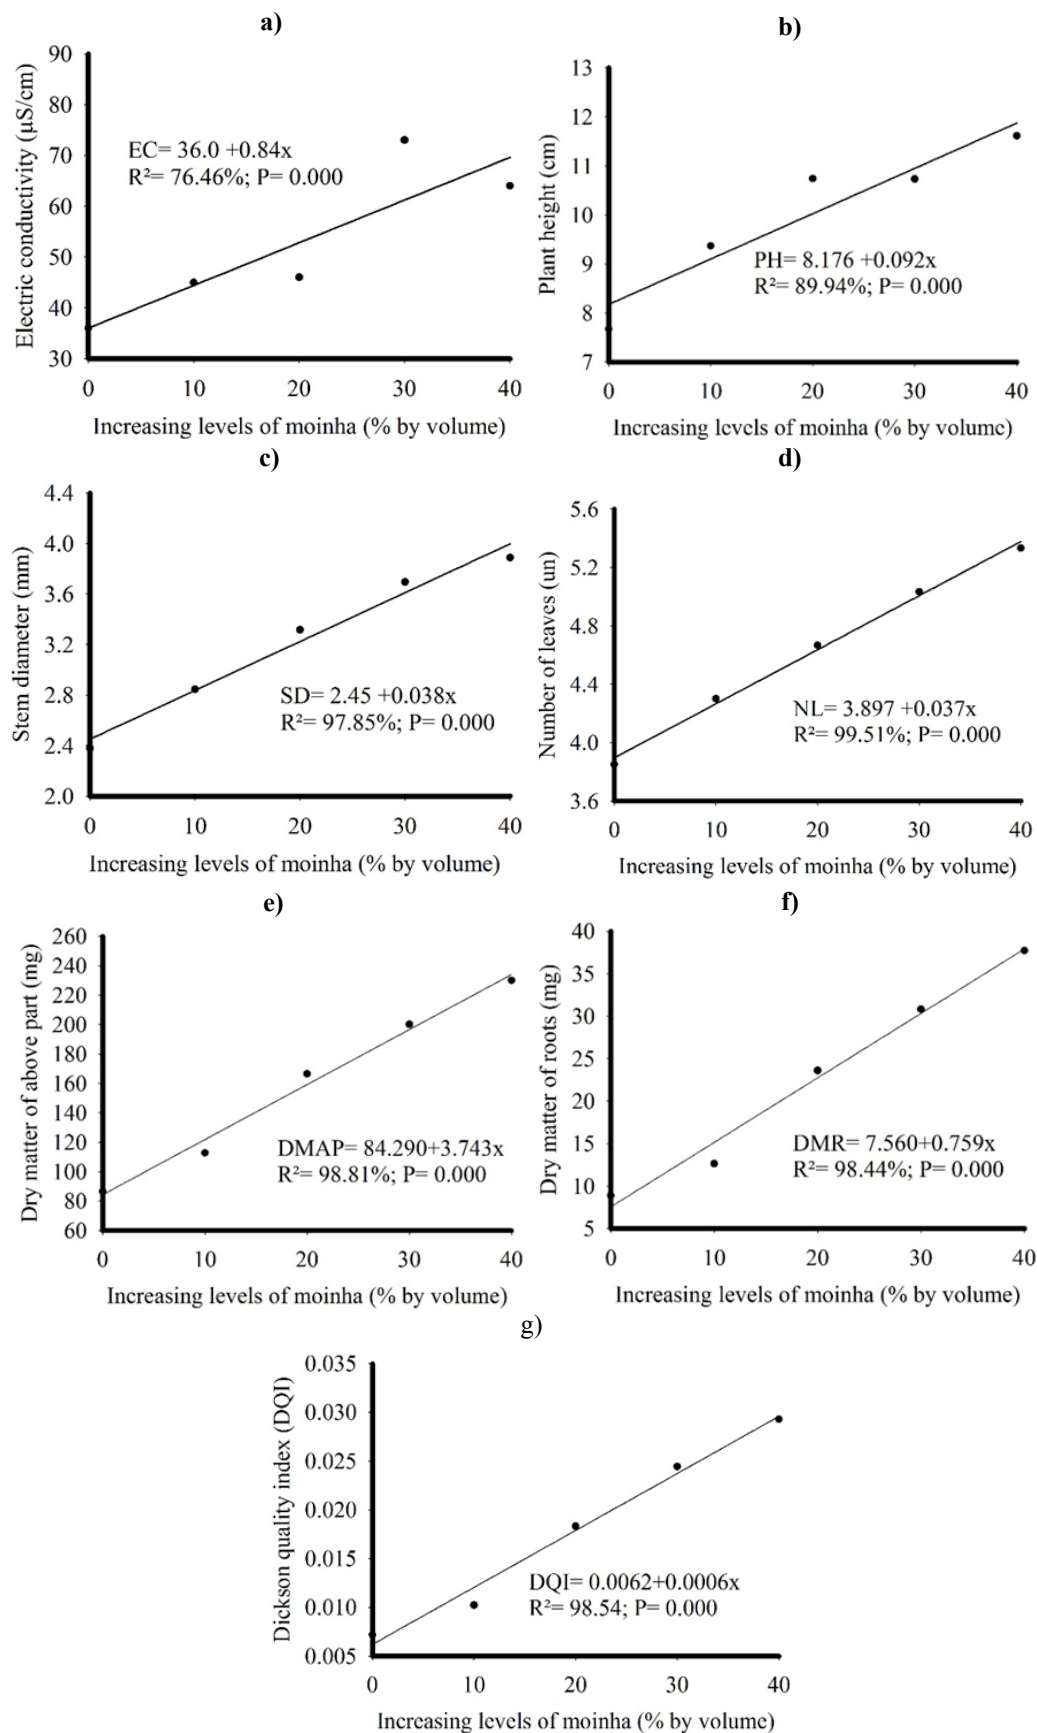 a)
Electric conductivity (µS/cm)
90
80
70
60
50
40
30
EC= 36.0 +0.84x
R²= 76.46%; P= 0.000
0 10 20 30 40
Increasing levels of moinha (% by volume)
b)
Plant height (cm)
13
12
11
10
9
8
7
PH= 8.176 +0.092x
R²= 89.94%; P= 0.000
0 10 20 30 40
Increasing levels of moinha (% by volume)
c)
Stem diameter (mm)
4.4
4.0
3.6
3.2
2.8
2.4
2.0
SD= 2.45 +0.038x
R²= 97.85%; P= 0.000
0 10 20 30 40
Increasing levels of moinha (% by volume)
d)
Number of leaves (un)
5.6
5.2
4.8
4.4
4.0
3.6
NL= 3.897 +0.037x
R²= 99.51%; P= 0.000
0 10 20 30 40
Increasing levels of moinha (% by volume)
e)
Dry matter of above part (mg)
260
240
220
200
180
160
140
120
100
80
60
DMAP= 84.290+3.743x
R²= 98.81%; P= 0.000
0 10 20 30 40
Increasing levels of moinha (% by volume)
f)
Dry matter of roots (mg)
40
35
30
25
20
15
10
5
DMR= 7.560+0.759x
R²= 98.44%; P= 0.000
0 10 20 30 40
Increasing levels of moinha (% by volume)
g)
Dickson quality index (DQI)
0.035
0.030
0.025
0.020
0.015
0.010
0.005
DQI= 0.0062+0.0006x
R²= 98.54; P= 0.000
0 10 20 30 40
Increasing levels of moinha (% by volume)